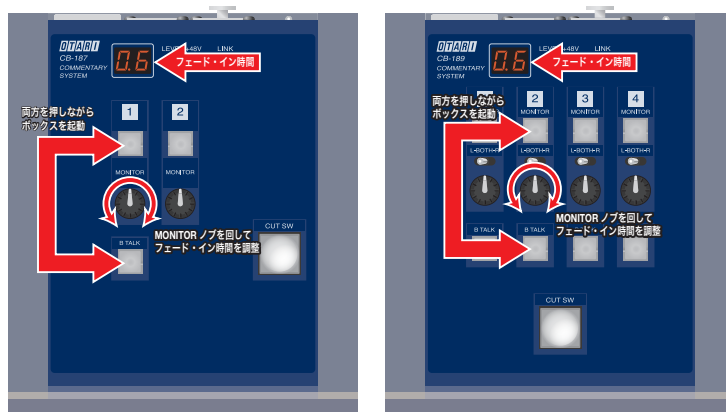 OTARI
CB-187
COMMENTARY
SYSTEM
0.6
LEVEL +48V LINK
フェード・イン時間
両方を押しながら
ボックスを起動
1 2
MONITOR MONITOR
MONITOR ノブを回して
フェード・イン時間を調整
B TALK
CUT SW
OTARI
CB-189
COMMENTARY
SYSTEM
0.6
+48V LINK
フェード・イン時間
両方を押しながら
ボックスを起動
2 3 4
MONITOR MONITOR MONITOR
L-BOTH-R L-BOTH-R L-BOTH-R L-BOTH-R
MONITOR ノブを回して
フェード・イン時間を調整
B TALK B TALK
CUT SW